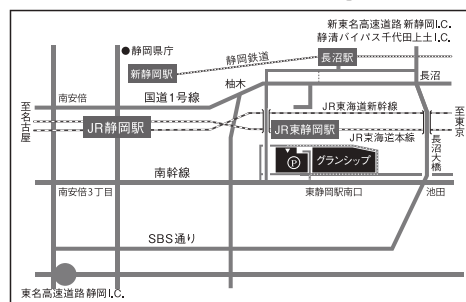 新東名高速道路 新静岡I.C.
静清バイパス千代田上土I.C.
●静岡県庁
静岡鉄道
長沼駅
新静岡駅
柚木
長沼
南安倍
国道1号線
至名古屋
JR東海道新幹線
至東京
JR静岡駅
JR東静岡駅
JR東海道本線
長沼大橋
P
グランシップ
南幹線
南安倍3丁目
東静岡駅南口
池田
SBS通り
東名高速道路 静岡I.C.